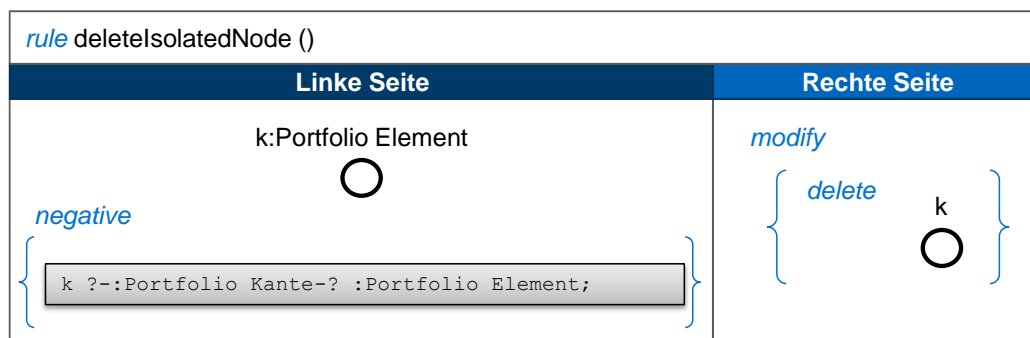 rule deleteIsolatedNode ()
Linke Seite
Rechte Seite
k:Portfolio Element
modify
negative
delete
k
k ?-:Portfolio Kante-? :Portfolio Element;